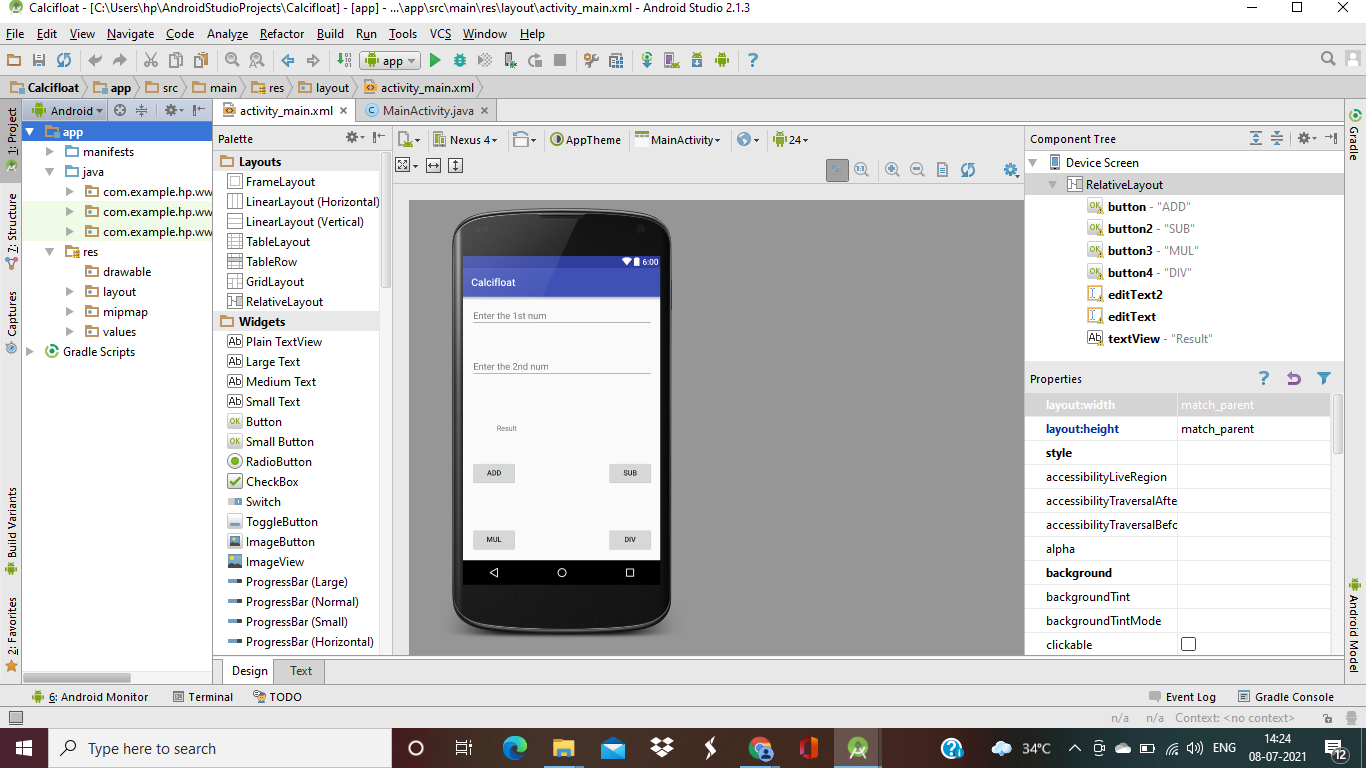 Calcifloat - [C:\Users\hp\AndroidStudioProjects\Calcifloat] - [app] - ...\app\src\main\res\layout\activity_main.xml - Android Studio 2.1.3
File Edit View Navigate Code Analyze Refactor Build Run Tools VCS Window Help
app
Calcifloat app src main res layout activity_main.xml
Android
activity_main.xml MainActivity.java
1: Project
7: Structure
Captures
Build Variants
2: Favorites
app
manifests
java
com.example.hp.ww
com.example.hp.ww
com.example.hp.ww
res
drawable
layout
mipmap
values
Gradle Scripts
Palette
Layouts
FrameLayout
LinearLayout (Horizontal)
LinearLayout (Vertical)
TableLayout
TableRow
GridLayout
RelativeLayout
Widgets
Plain TextView
Large Text
Medium Text
Small Text
Button
Small Button
RadioButton
CheckBox
Switch
ToggleButton
ImageButton
ImageView
ProgressBar (Large)
ProgressBar (Normal)
ProgressBar (Small)
ProgressBar (Horizontal)
Nexus 4 AppTheme MainActivity 24
6:00
Calcifloat
Enter the 1st num
Enter the 2nd num
Result
ADD SUB
MUL DIV
Component Tree
Device Screen
RelativeLayout
button - "ADD"
button2 - "SUB"
button3 - "MUL"
button4 - "DIV"
editText2
editText
textView - "Result"
Properties
layout:width match_parent
layout:height match_parent
style
accessibilityLiveRegion
accessibilityTraversalAfte
accessibilityTraversalBefc
alpha
background
backgroundTint
backgroundTintMode
clickable
Gradle
Android Model
Design Text
6: Android Monitor Terminal TODO Event Log Gradle Console
n/a n/a Context: <no context>
Type here to search
34°C ENG 14:24
08-07-2021
12